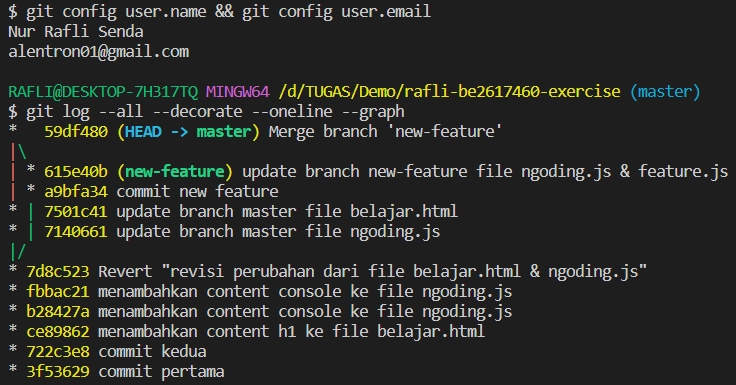 $ git config user.name && git config user.email
Nur Rafli Senda
alentron01@gmail.com
RAFLI@DESKTOP-7H317TQ MINGW64 /d/TUGAS/Demo/rafli-be2617460-exercise (master)
$ git log --all --decorate --oneline --graph
*   59df480 (HEAD -> master) Merge branch 'new-feature'
|\
| * 615e40b (new-feature) update branch new-feature file ngoding.js & feature.js
| * a9bfa34 commit new feature
* | 7501c41 update branch master file belajar.html
* | 7140661 update branch master file ngoding.js
|/
* 7d8c523 Revert "revisi perubahan dari file belajar.html & ngoding.js"
* fbbac21 menambahkan content console ke file ngoding.js
* b28427a menambahkan content console ke file ngoding.js
* ce89862 menambahkan content h1 ke file belajar.html
* 722c3e8 commit kedua
* 3f53629 commit pertama